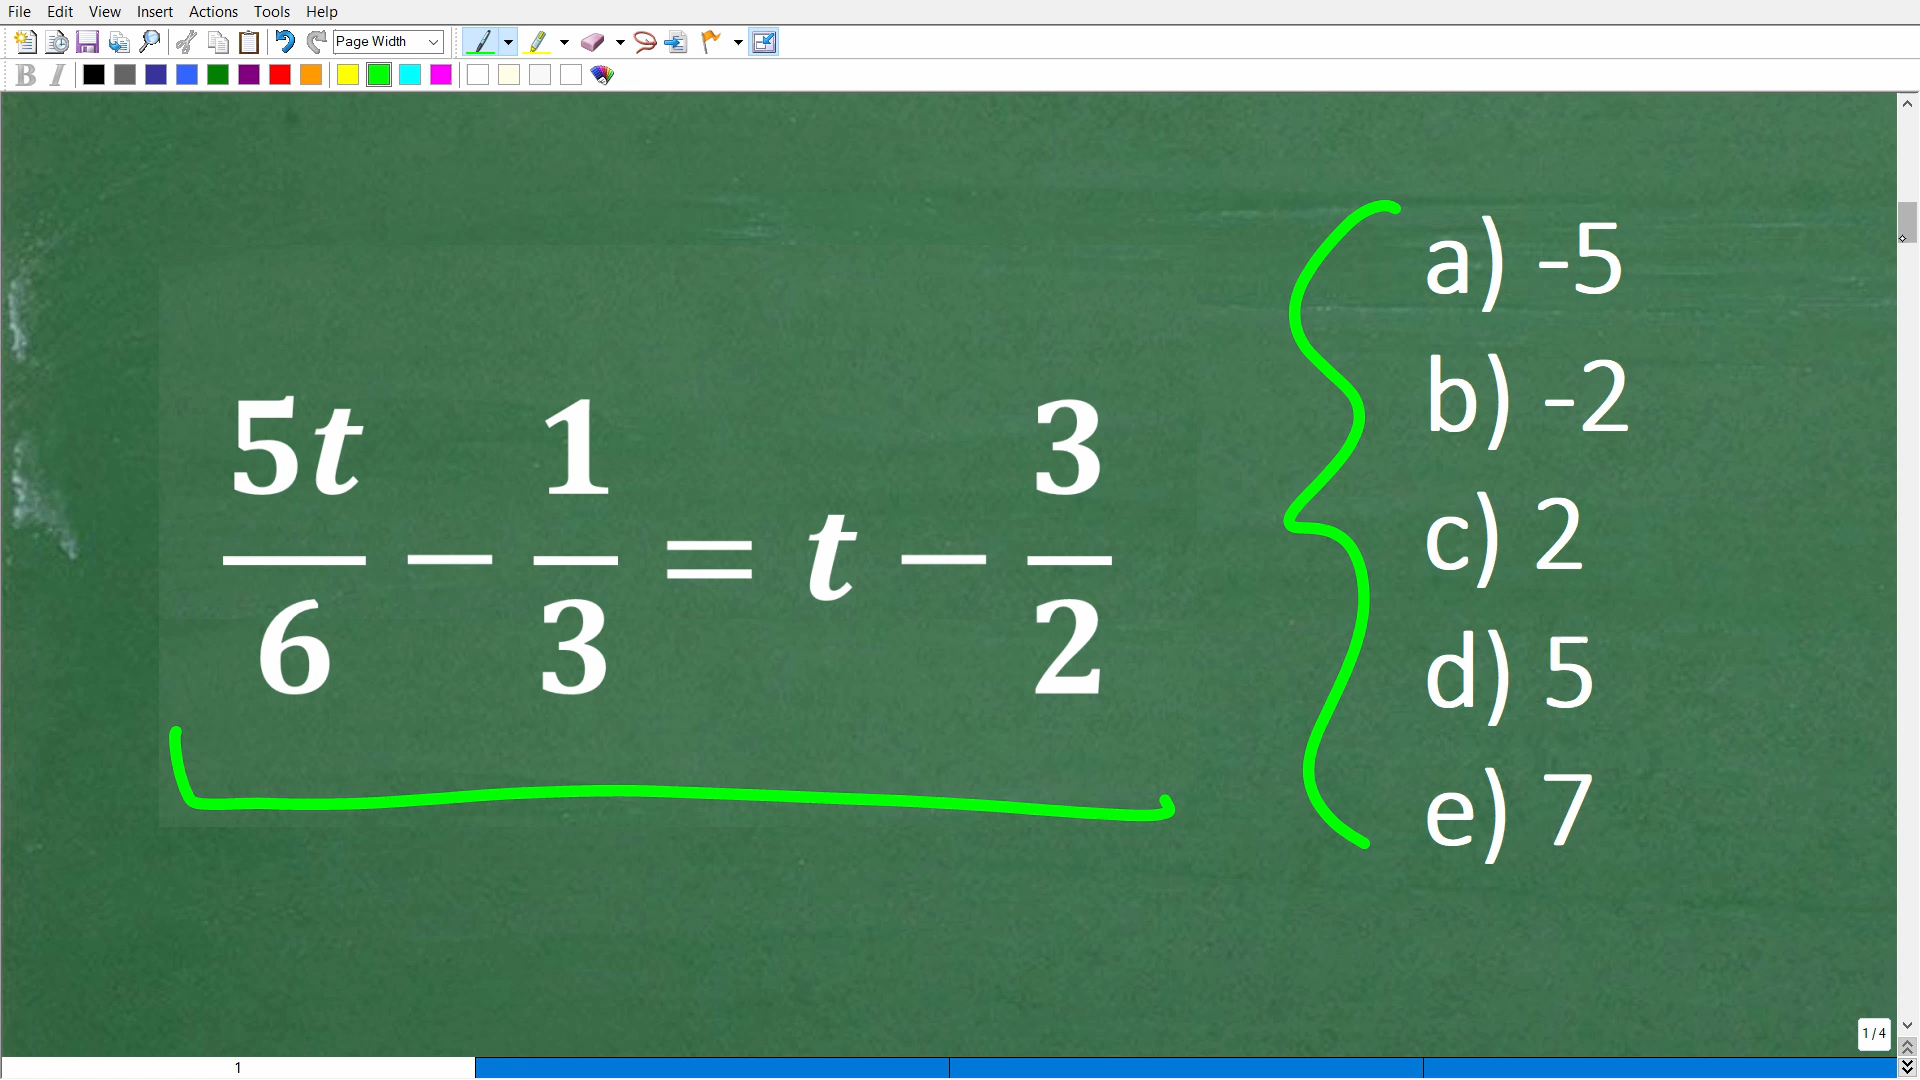 File Edit View Insert Actions Tools Help
Page Width
B I
5t/6 − 1/3 = t − 3/2
a) -5
b) -2
c) 2
d) 5
e) 7
1 / 4
1